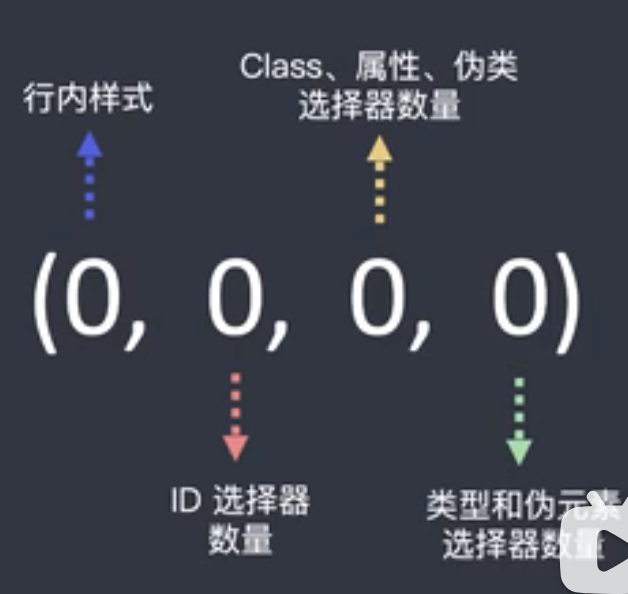 Class、属性、伪类
行内样式
选择器数量
(0, 0, 0, 0)
ID 选择器
类型和伪元素
数量
选择器数量